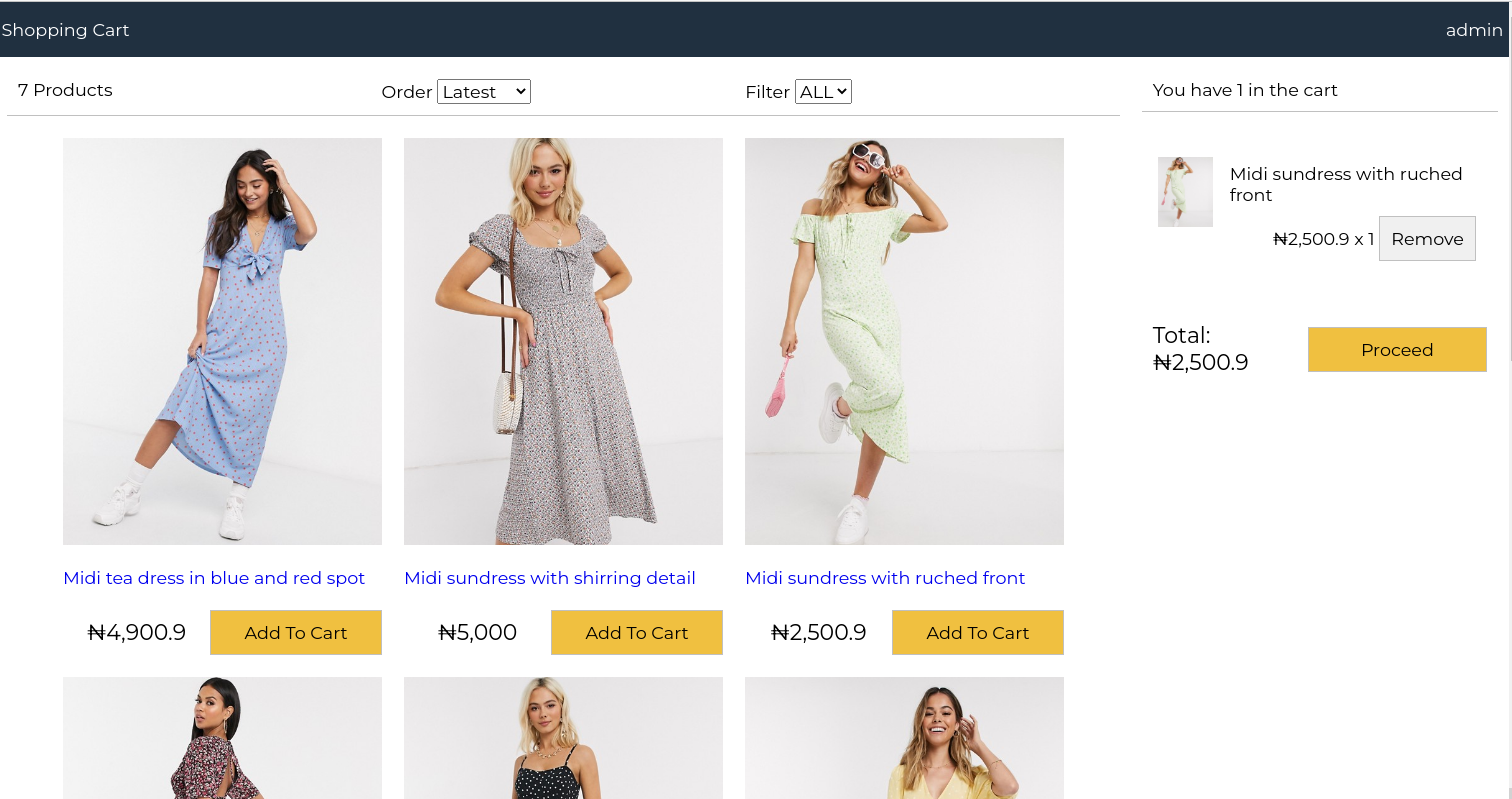 Shopping Cart
admin
7 Products
Order Latest
Filter ALL
You have 1 in the cart
Midi sundress with ruched
front
₦2,500.9 x 1 Remove
Total:
₦2,500.9
Proceed
Midi tea dress in blue and red spot
₦4,900.9 Add To Cart
Midi sundress with shirring detail
₦5,000 Add To Cart
Midi sundress with ruched front
₦2,500.9 Add To Cart